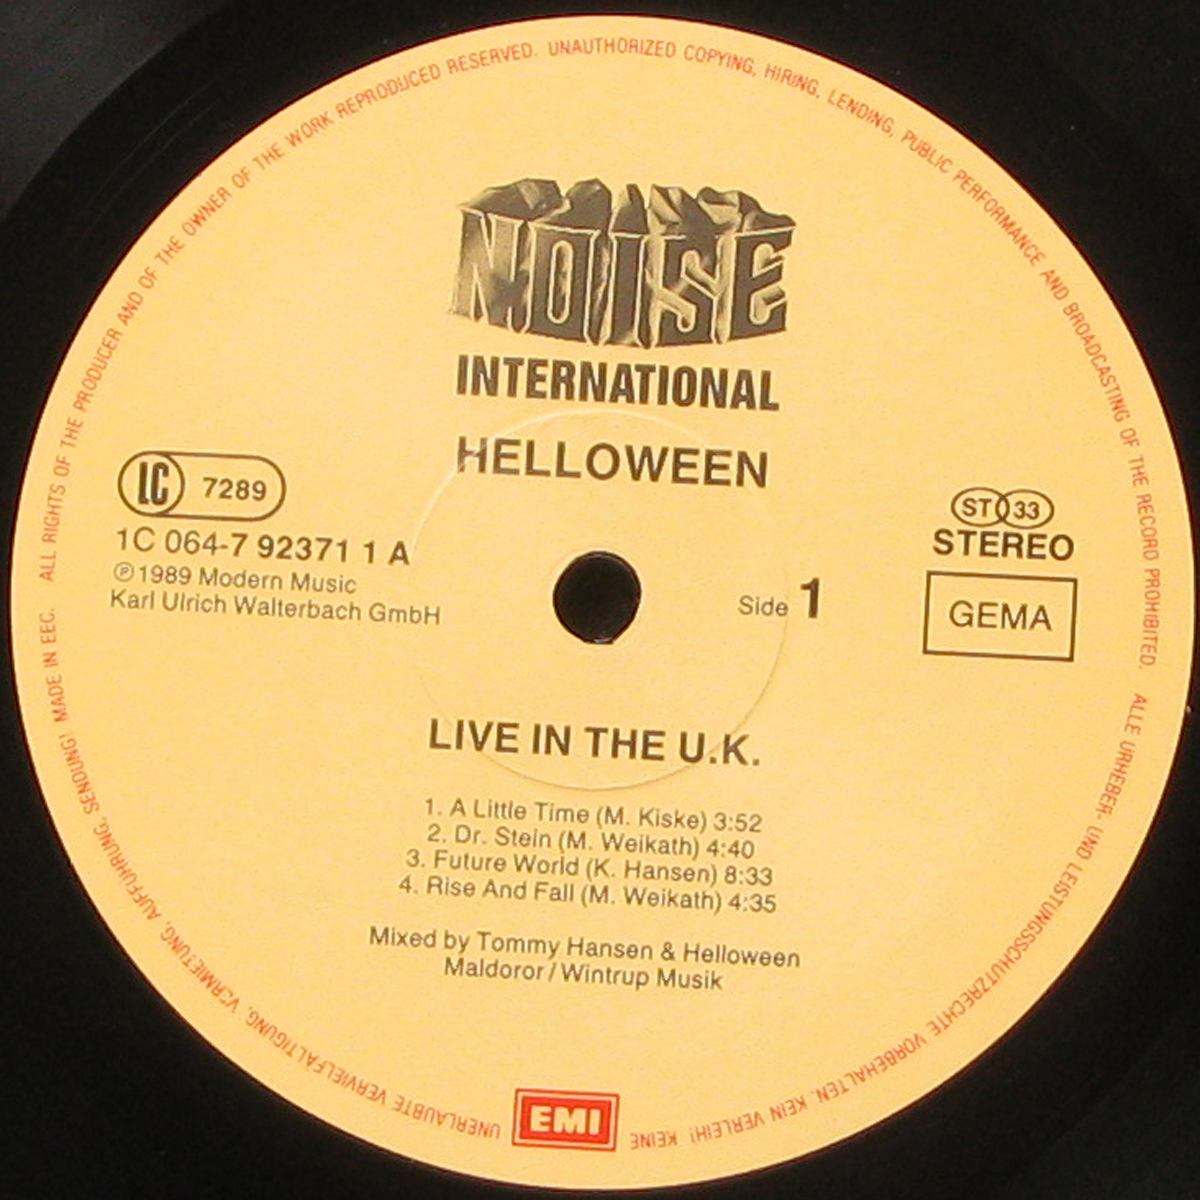 ALL RIGHTS OF THE PRODUCER AND OF THE OWNER OF THE WORK REPRODUCED RESERVED. UNAUTHORIZED COPYING, HIRING, LENDING, PUBLIC PERFORMANCE AND BROADCASTING OF THE RECORD PROHIBITED.
NOISE
INTERNATIONAL
HELLOWEEN
LC 7289
1C 064-7 92371 1 A
Ⓟ 1989 Modern Music
Karl Ulrich Walterbach GmbH
ST 33
STEREO
GEMA
Side 1
LIVE IN THE U.K.
1. A Little Time (M. Kiske) 3:52
2. Dr. Stein (M. Weikath) 4:40
3. Future World (K. Hansen) 8:33
4. Rise And Fall (M. Weikath) 4:35
Mixed by Tommy Hansen & Helloween
Maldoror / Wintrup Musik
ALLE URHEBER- UND LEISTUNGSSCHUTZRECHTE VORBEHALTEN. KEIN VERLEIH! KEINE
EMI
UNERLAUBTE VERVIELFÄLTIGUNG, VERMIETUNG, AUFFÜHRUNG, SENDUNG! MADE IN EEC.